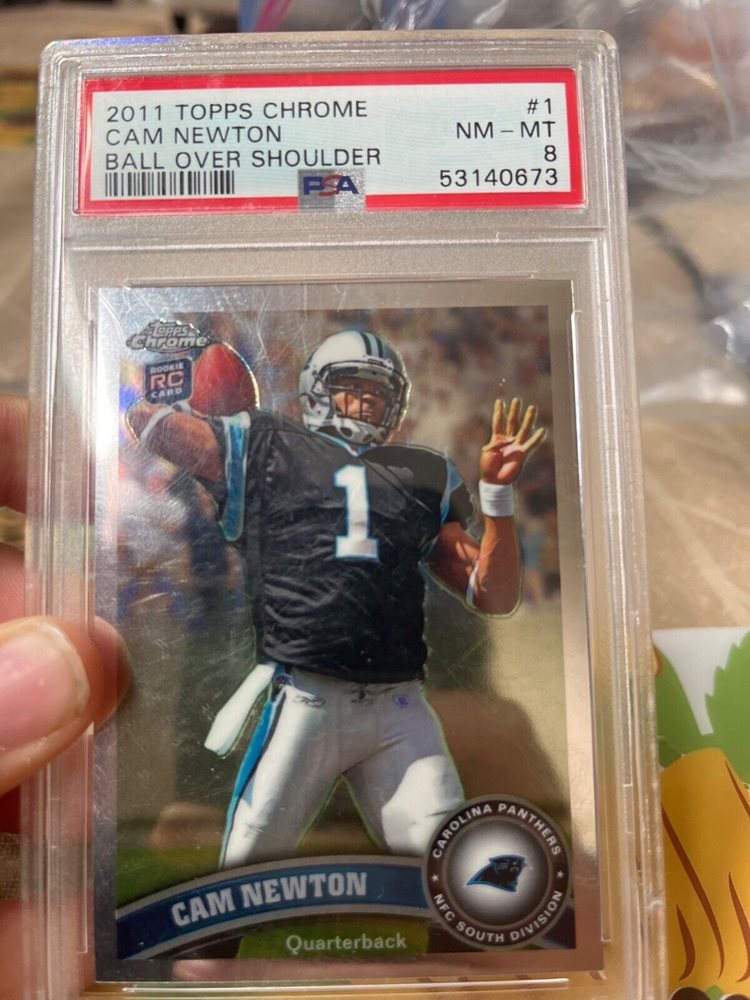 2011 TOPPS CHROME #1
CAM NEWTON NM - MT
BALL OVER SHOULDER 8
PSA 53140673
Topps
Chrome
ROOKIE
RC
CARD
1
CAROLINA PANTHERS
NFC SOUTH DIVISION
CAM NEWTON
Quarterback